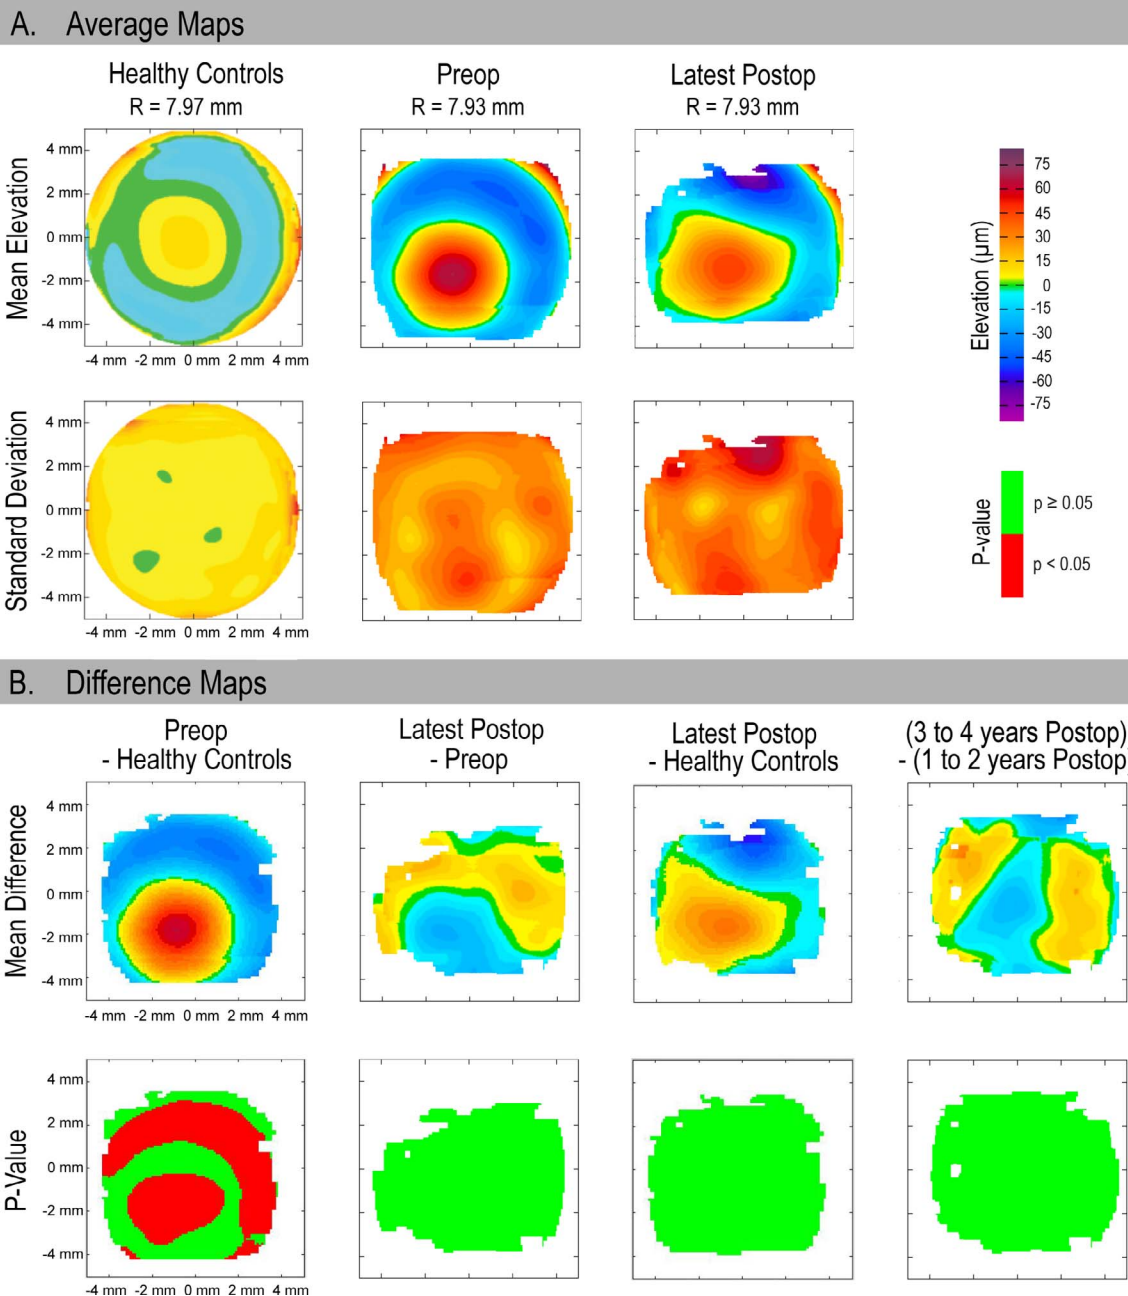 A. Average Maps
Healthy Controls
R = 7.97 mm
Preop
R = 7.93 mm
Latest Postop
R = 7.93 mm
Mean Elevation
4 mm
2 mm
0 mm
-2 mm
-4 mm
-4 mm -2 mm 0 mm 2 mm 4 mm
Elevation (µm)
75
60
45
30
15
0
-15
-30
-45
-60
-75
Standard Deviation
4 mm
2 mm
0 mm
-2 mm
-4 mm
-4 mm -2 mm 0 mm 2 mm 4 mm
P-value
p ≥ 0.05
p < 0.05
B. Difference Maps
Preop
- Healthy Controls
Latest Postop
- Preop
Latest Postop
- Healthy Controls
(3 to 4 years Postop)
- (1 to 2 years Postop)
Mean Difference
4 mm
2 mm
0 mm
-2 mm
-4 mm
-4 mm -2 mm 0 mm 2 mm 4 mm
P-Value
4 mm
2 mm
0 mm
-2 mm
-4 mm
-4 mm -2 mm 0 mm 2 mm 4 mm